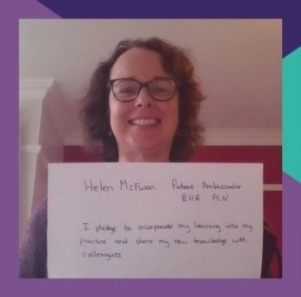 Helen McEwan Patient Ambassador
BHR PCN
I pledge to incorporate my learning into my
practice and share my new knowledge with
colleagues